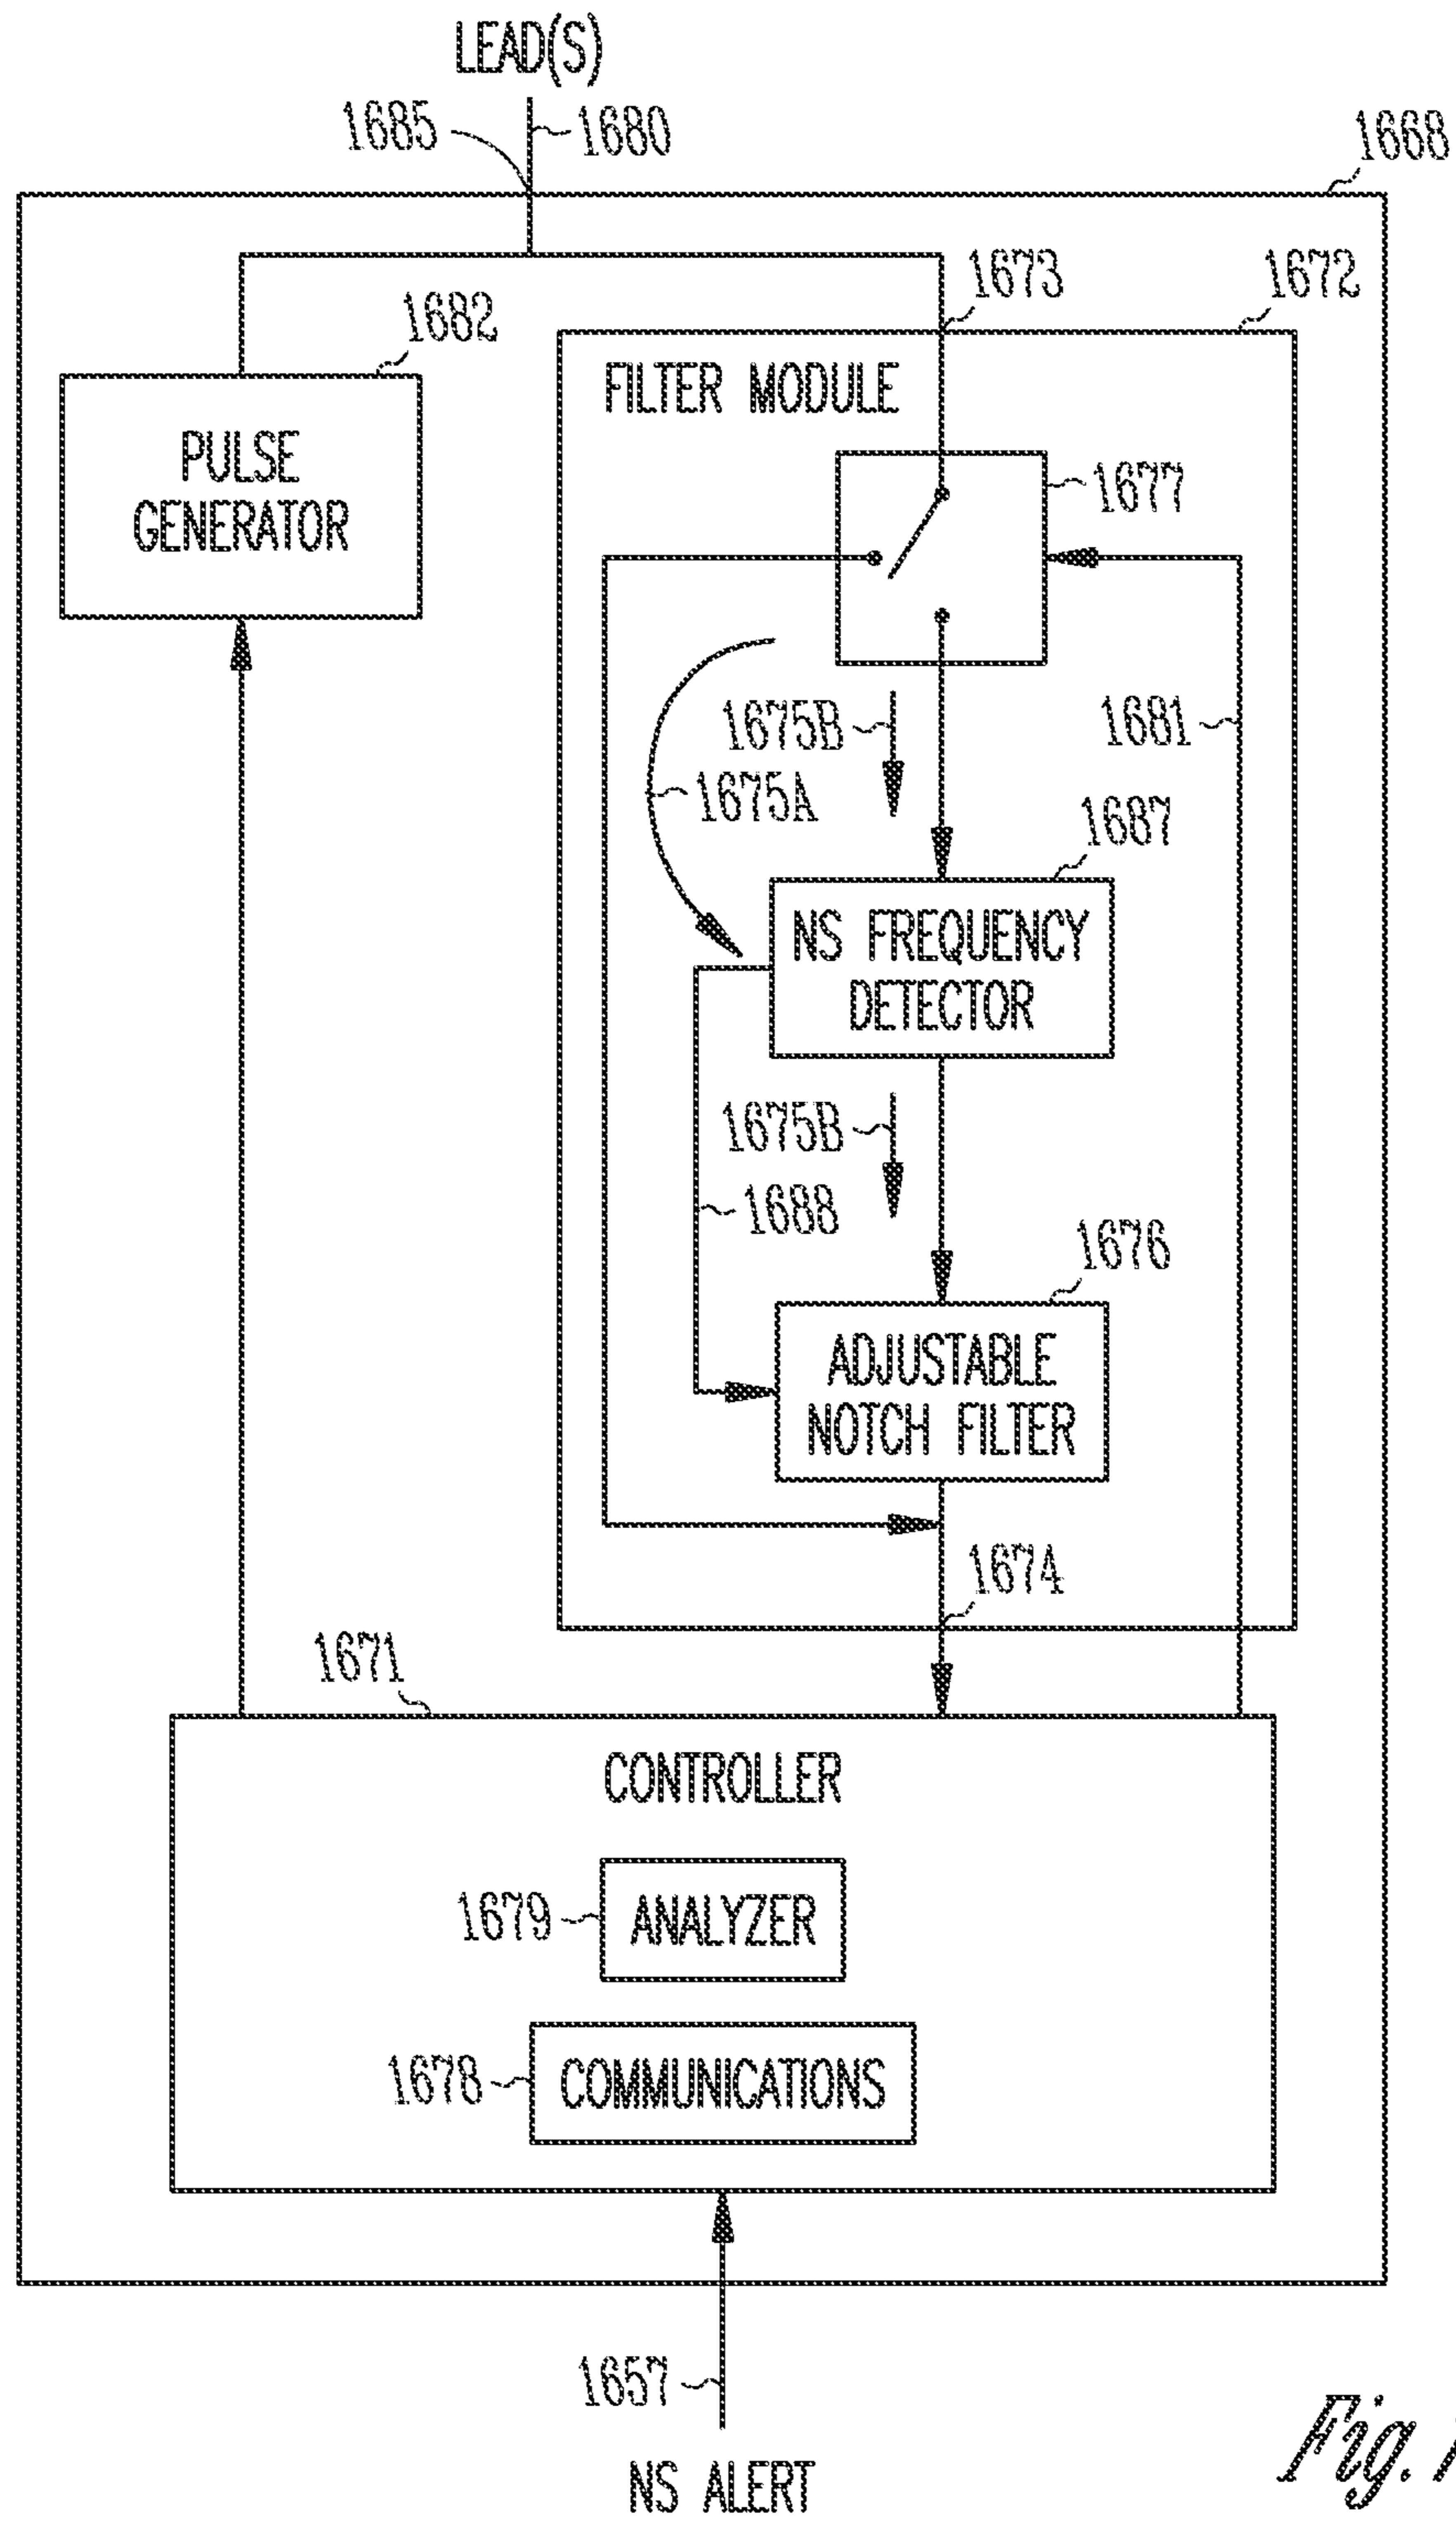 LEAD(S)
1685
1680
1668
1673
1672
1682
FILTER MODULE
PULSE
GENERATOR
1677
1675B
1681
1675A
1687
NS FREQUENCY
DETECTOR
1675B
1688
1676
ADJUSTABLE
NOTCH FILTER
1674
1671
CONTROLLER
1679
ANALYZER
1678
COMMUNICATIONS
1657
NS ALERT
Fig.